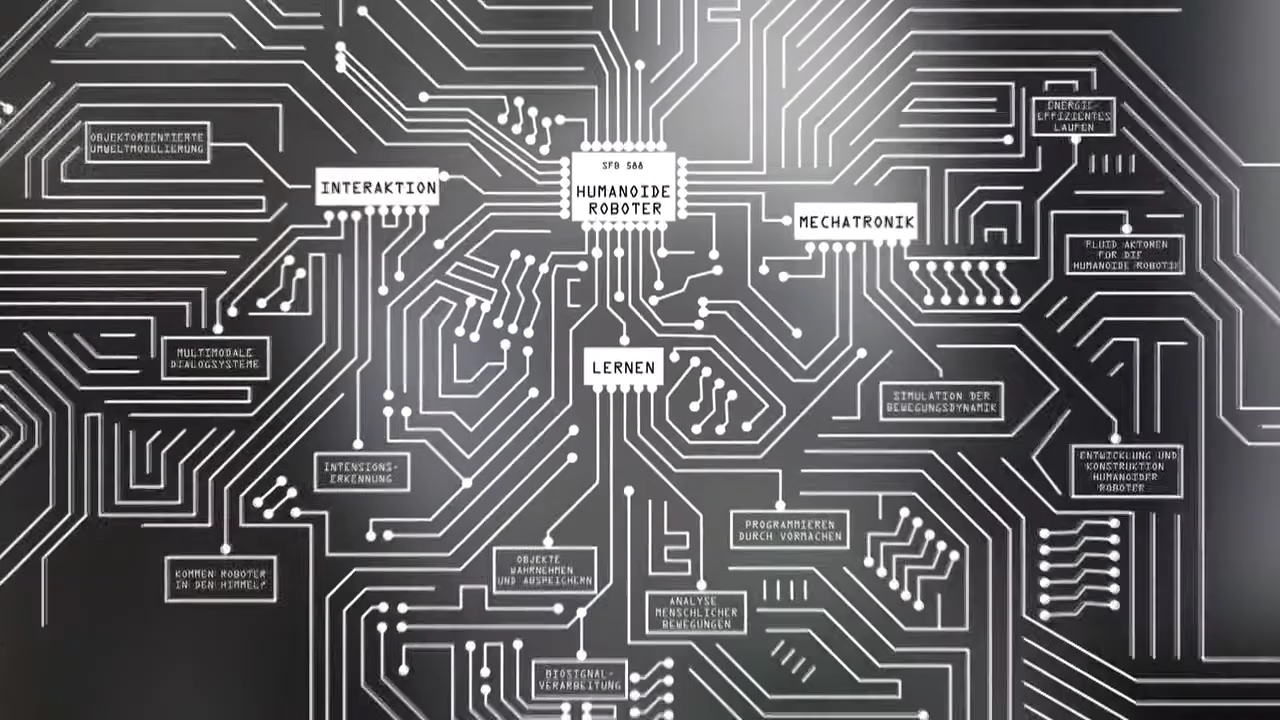 ENERGIE
EFFIZIENTES
LAUFEN
OBJEKTORIENTIERTE
UMWELTMODELIERUNG
SFB 588
HUMANOIDE
ROBOTER
INTERAKTION
MECHATRONIK
FLUID AKTOREN
FÜR DIE
HUMANOIDE ROBOTIK
MULTIMODALE
DIALOGSYSTEME
LERNEN
SIMULATION DER
BEWEGUNGSDYNAMIK
INTENSIONS-
ERKENNUNG
ENTWICKLUNG UND
KONSTRUKTION
HUMANOIDER
ROBOTER
PROGRAMMIEREN
DURCH VORMACHEN
OBJEKTE
WAHRNEHMEN
UND ABSPEICHERN
KOMMEN ROBOTER
IN DEN HIMMEL?
ANALYSE
MENSCHLICHER
BEWEGUNGEN
BIOSIGNAL-
VERARBEITUNG